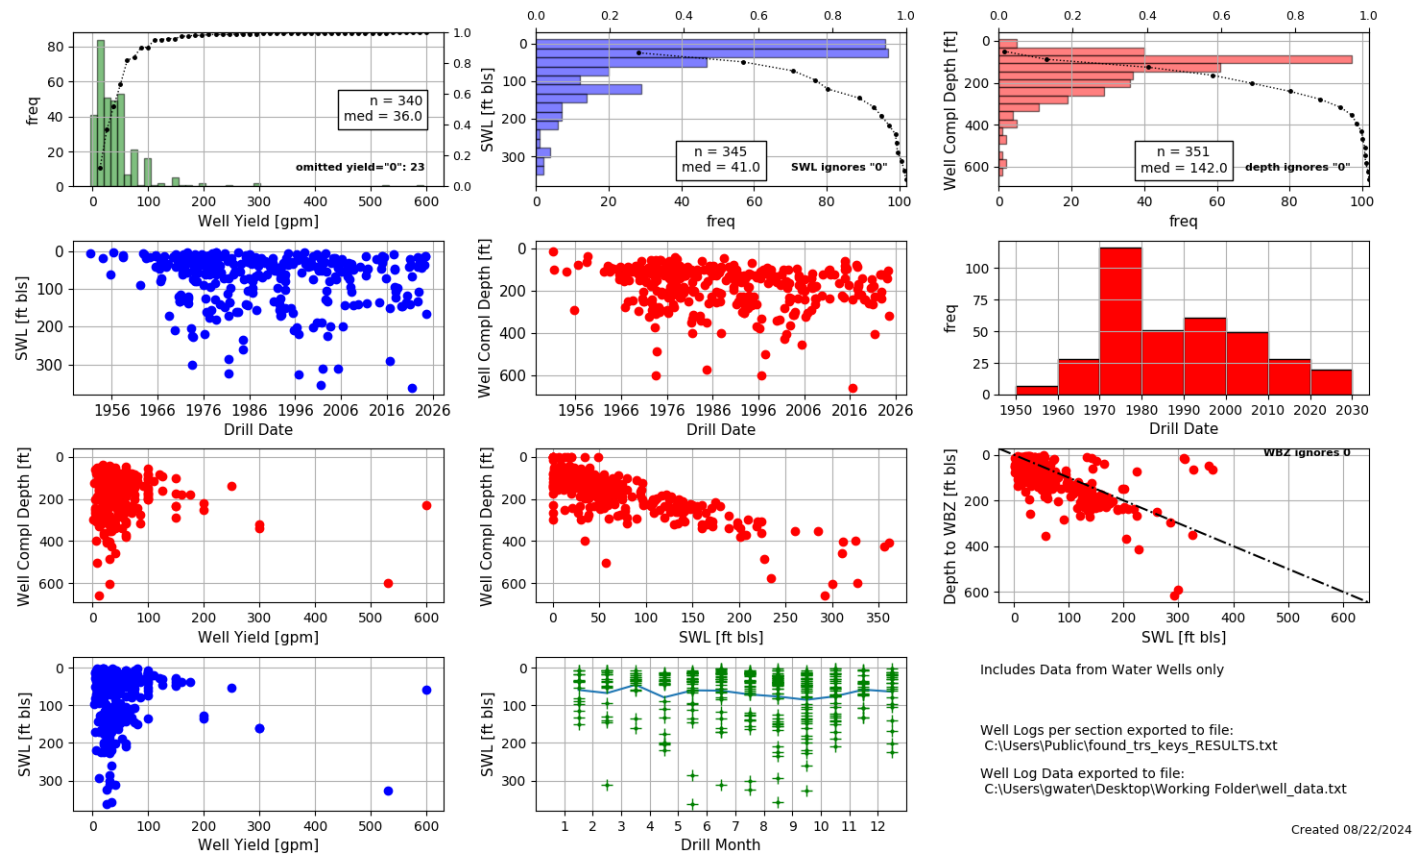 0.0 0.2 0.4 0.6 0.8 1.0
0.0 0.2 0.4 0.6 0.8 1.0
freq
80
60
40
20
0
1.0
0.8
0.6
0.4
0.2
0.0
n = 340
med = 36.0
omitted yield="0": 23
0 100 200 300 400 500 600
Well Yield [gpm]
SWL [ft bls]
0
100
200
300
n = 345
med = 41.0
SWL ignores "0"
0 20 40 60 80 100
freq
Well Compl Depth [ft]
0
200
400
600
n = 351
med = 142.0
depth ignores "0"
0 20 40 60 80 100
freq
SWL [ft bls]
0
100
200
300
1956 1966 1976 1986 1996 2006 2016 2026
Drill Date
Well Compl Depth [ft]
0
200
400
600
1956 1966 1976 1986 1996 2006 2016 2026
Drill Date
freq
100
75
50
25
0
1950 1960 1970 1980 1990 2000 2010 2020 2030
Drill Date
Well Compl Depth [ft]
0
200
400
600
0 100 200 300 400 500 600
Well Yield [gpm]
Well Compl Depth [ft]
0
200
400
600
0 50 100 150 200 250 300 350
SWL [ft bls]
Depth to WBZ [ft bls]
0
200
400
600
WBZ ignores 0
0 100 200 300 400 500 600
SWL [ft bls]
SWL [ft bls]
0
100
200
300
0 100 200 300 400 500 600
Well Yield [gpm]
SWL [ft bls]
0
100
200
300
1 2 3 4 5 6 7 8 9 10 11 12
Drill Month
Includes Data from Water Wells only
Well Logs per section exported to file:
C:\Users\Public\found_trs_keys_RESULTS.txt
Well Log Data exported to file:
C:\Users\gwater\Desktop\Working Folder\well_data.txt
Created 08/22/2024